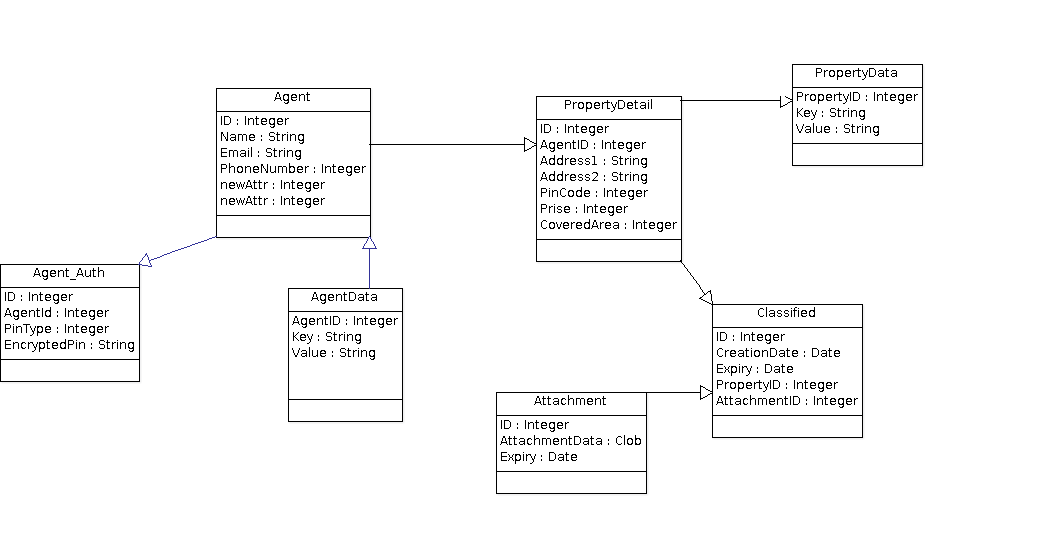 Agent
ID : Integer
Name : String
Email : String
PhoneNumber : Integer
newAttr : Integer
newAttr : Integer
PropertyDetail
ID : Integer
AgentID : Integer
Address1 : String
Address2 : String
PinCode : Integer
Prise : Integer
CoveredArea : Integer
PropertyData
PropertyID : Integer
Key : String
Value : String
Agent_Auth
ID : Integer
AgentId : Integer
PinType : Integer
EncryptedPin : String
AgentData
AgentID : Integer
Key : String
Value : String
Classified
ID : Integer
CreationDate : Date
Expiry : Date
PropertyID : Integer
AttachmentID : Integer
Attachment
ID : Integer
AttachmentData : Clob
Expiry : Date